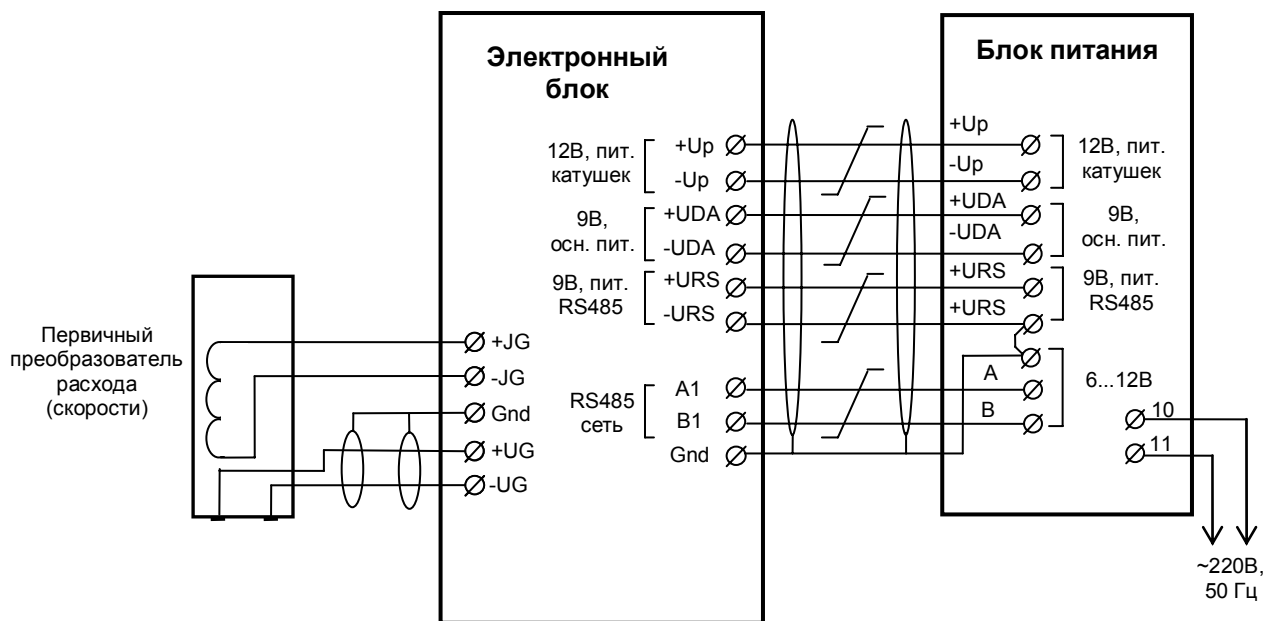 Электронный
блок
Блок питания
12В, пит.
катушек
+Up
-Up
9В,
осн. пит.
+UDA
-UDA
9В, пит.
RS485
+URS
-URS
RS485
сеть
A1
B1
Gnd
+JG
-JG
Gnd
+UG
-UG
Первичный
преобразователь
расхода
(скорости)
+Up
-Up
12В, пит.
катушек
+UDA
-UDA
9В,
осн. пит.
+URS
+URS
9В, пит.
RS485
A
B
6...12В
10
11
~220В,
50 Гц